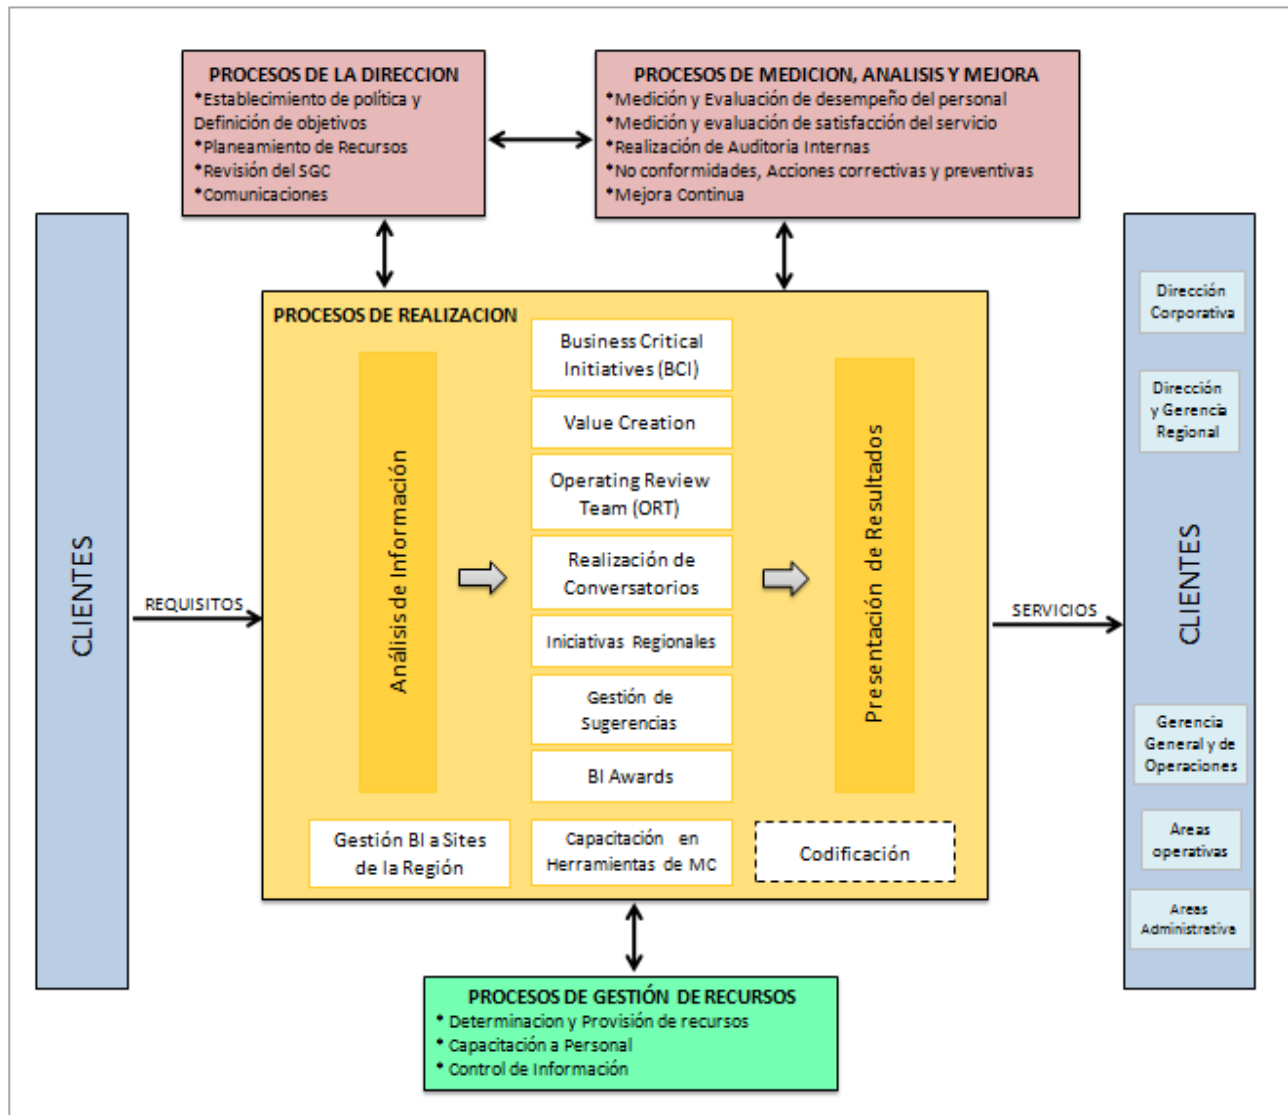 PROCESOS DE LA DIRECCION
*Establecimiento de política y
Definición de objetivos
*Planeamiento de Recursos
*Revisión del SGC
*Comunicaciones
PROCESOS DE MEDICION, ANALISIS Y MEJORA
*Medición y Evaluación de desempeño del personal
*Medición y evaluación de satisfacción del servicio
*Realización de Auditoria Internas
*No conformidades, Acciones correctivas y preventivas
*Mejora Continua
CLIENTES
REQUISITOS
PROCESOS DE REALIZACION
Análisis de Información
Business Critical
Initiatives (BCI)
Value Creation
Operating Review
Team (ORT)
Realización de
Conversatorios
Iniciativas Regionales
Gestión de
Sugerencias
BI Awards
Presentación de Resultados
Gestión BI a Sites
de la Región
Capacitación en
Herramientas de MC
Codificación
SERVICIOS
CLIENTES
Dirección
Corporativa
Dirección
y Gerencia
Regional
Gerencia
General y de
Operaciones
Areas
operativas
Areas
Administrativa
PROCESOS DE GESTIÓN DE RECURSOS
* Determinacion y Provisión de recursos
* Capacitación a Personal
* Control de Información